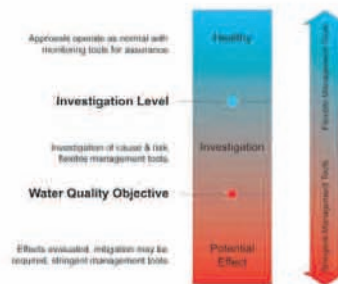 Approvals operate as normal with
monitoring tools for assurance
Healthy
Investigation Level
Investigation of cause & risk
flexible management tools
Investigation
Water Quality Objective
Effects evaluated, mitigation may be
required, stringent management tools
Potential
Effect
Flexible Management Tools
Stringent Management Tools